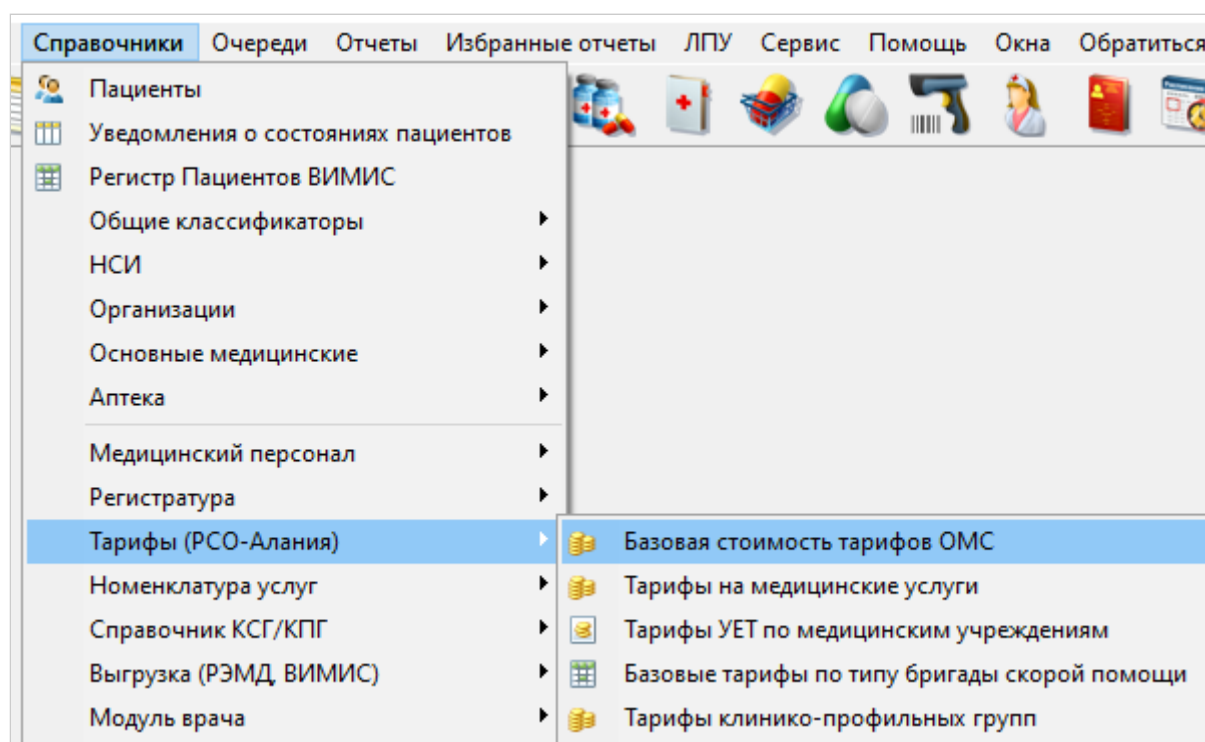 Справочники Очереди Отчеты Избранные отчеты ЛПУ Сервис Помощь Окна Обратиться
Пациенты
Уведомления о состояниях пациентов
Регистр Пациентов ВИМИС
Общие классификаторы
НСИ
Организации
Основные медицинские
Аптека
Медицинский персонал
Регистратура
Тарифы (РСО-Алания)
Номенклатура услуг
Справочник КСГ/КПГ
Выгрузка (РЭМД, ВИМИС)
Модуль врача
Базовая стоимость тарифов ОМС
Тарифы на медицинские услуги
Тарифы УЕТ по медицинским учреждениям
Базовые тарифы по типу бригады скорой помощи
Тарифы клинико-профильных групп